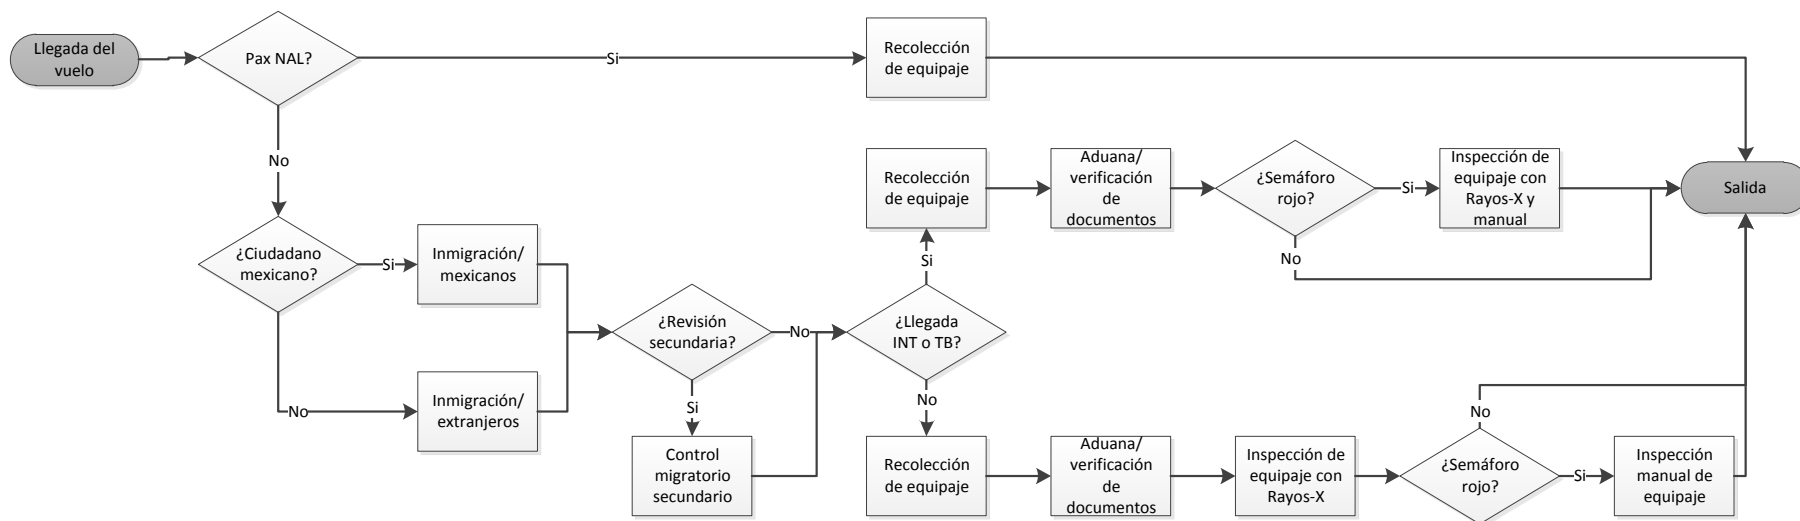 Llegada del
vuelo
Pax NAL?
Si
Recolección
de equipaje
No
Recolección
de equipaje
Aduana/
verificación
de
documentos
¿Semáforo
rojo?
Si
Inspección de
equipaje con
Rayos-X y
manual
Salida
No
¿Ciudadano
mexicano?
Si
Inmigración/
mexicanos
Si
¿Revisión
secundaria?
No
¿Llegada
INT o TB?
No
Inmigración/
extranjeros
Si
Control
migratorio
secundario
No
Recolección
de equipaje
Aduana/
verificación
de
documentos
Inspección de
equipaje con
Rayos-X
No
¿Semáforo
rojo?
Si
Inspección
manual de
equipaje